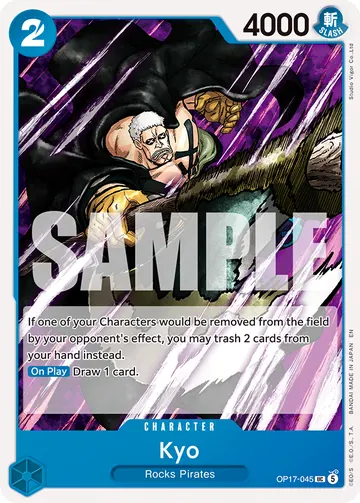 2
4000
斬
SLASH
Studio Vigor Co.,Ltd
SAMPLE
If one of your Characters would be removed from the field
by your opponent's effect, you may trash 2 cards from
your hand instead.
On Play Draw 1 card.
CHARACTER
Kyo
Rocks Pirates
OP17-045 UC 5
©E.O/S. ©E.O./S., T.A. BANDAI MADE IN JAPAN EN